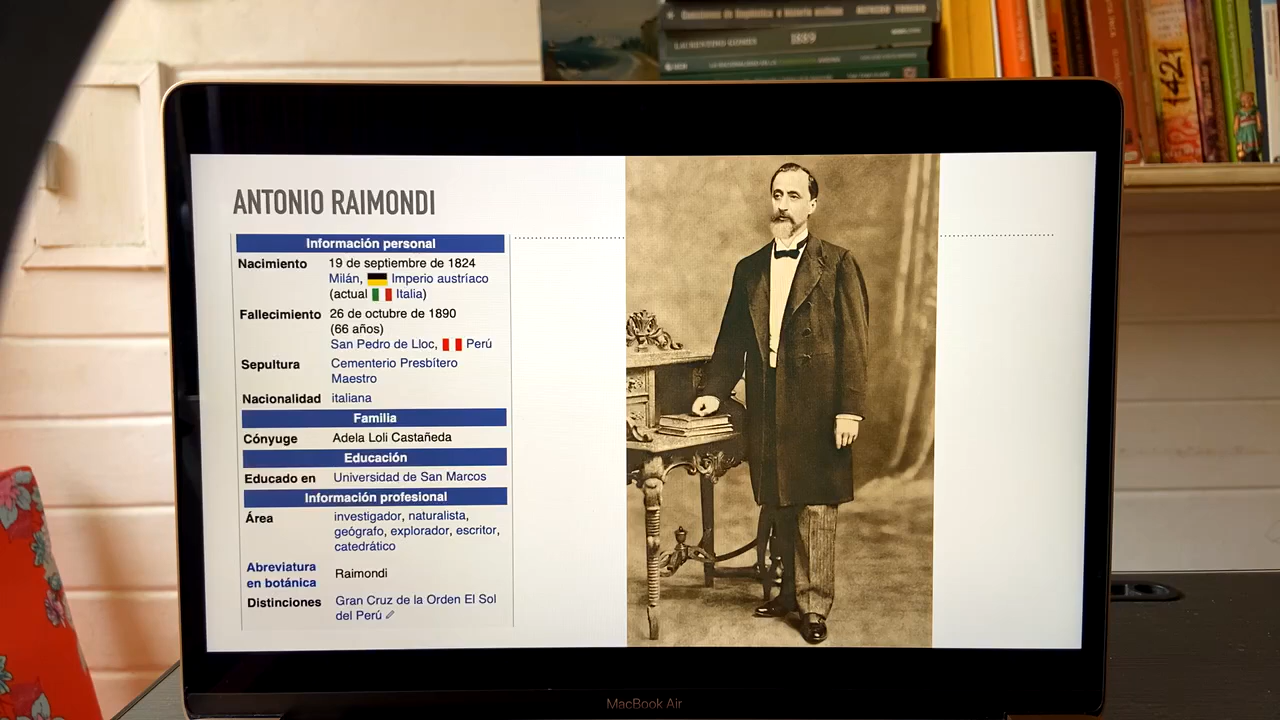 LAURENTINO GOMES 1889
1421
ANTONIO RAIMONDI
Información personal
Nacimiento 19 de septiembre de 1824
Milán, Imperio austríaco
(actual Italia)
Fallecimiento 26 de octubre de 1890
(66 años)
San Pedro de Lloc, Perú
Sepultura Cementerio Presbítero
Maestro
Nacionalidad italiana
Familia
Cónyuge Adela Loli Castañeda
Educación
Educado en Universidad de San Marcos
Información profesional
Área investigador, naturalista,
geógrafo, explorador, escritor,
catedrático
Abreviatura
en botánica Raimondi
Distinciones Gran Cruz de la Orden El Sol
del Perú
MacBook Air